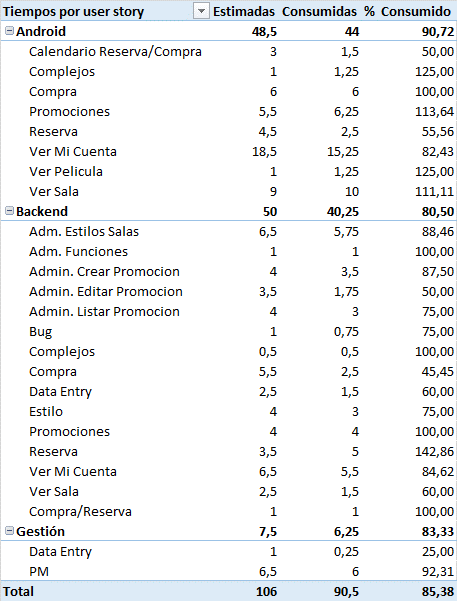 Tiempos por user story Estimadas Consumidas % Consumido
Android 48,5 44 90,72
Calendario Reserva/Compra 3 1,5 50,00
Complejos 1 1,25 125,00
Compra 6 6 100,00
Promociones 5,5 6,25 113,64
Reserva 4,5 2,5 55,56
Ver Mi Cuenta 18,5 15,25 82,43
Ver Pelicula 1 1,25 125,00
Ver Sala 9 10 111,11
Backend 50 40,25 80,50
Adm. Estilos Salas 6,5 5,75 88,46
Adm. Funciones 1 1 100,00
Admin. Crear Promocion 4 3,5 87,50
Admin. Editar Promocion 3,5 1,75 50,00
Admin. Listar Promocion 4 3 75,00
Bug 1 0,75 75,00
Complejos 0,5 0,5 100,00
Compra 5,5 2,5 45,45
Data Entry 2,5 1,5 60,00
Estilo 4 3 75,00
Promociones 4 4 100,00
Reserva 3,5 5 142,86
Ver Mi Cuenta 6,5 5,5 84,62
Ver Sala 2,5 1,5 60,00
Compra/Reserva 1 1 100,00
Gestión 7,5 6,25 83,33
Data Entry 1 0,25 25,00
PM 6,5 6 92,31
Total 106 90,5 85,38